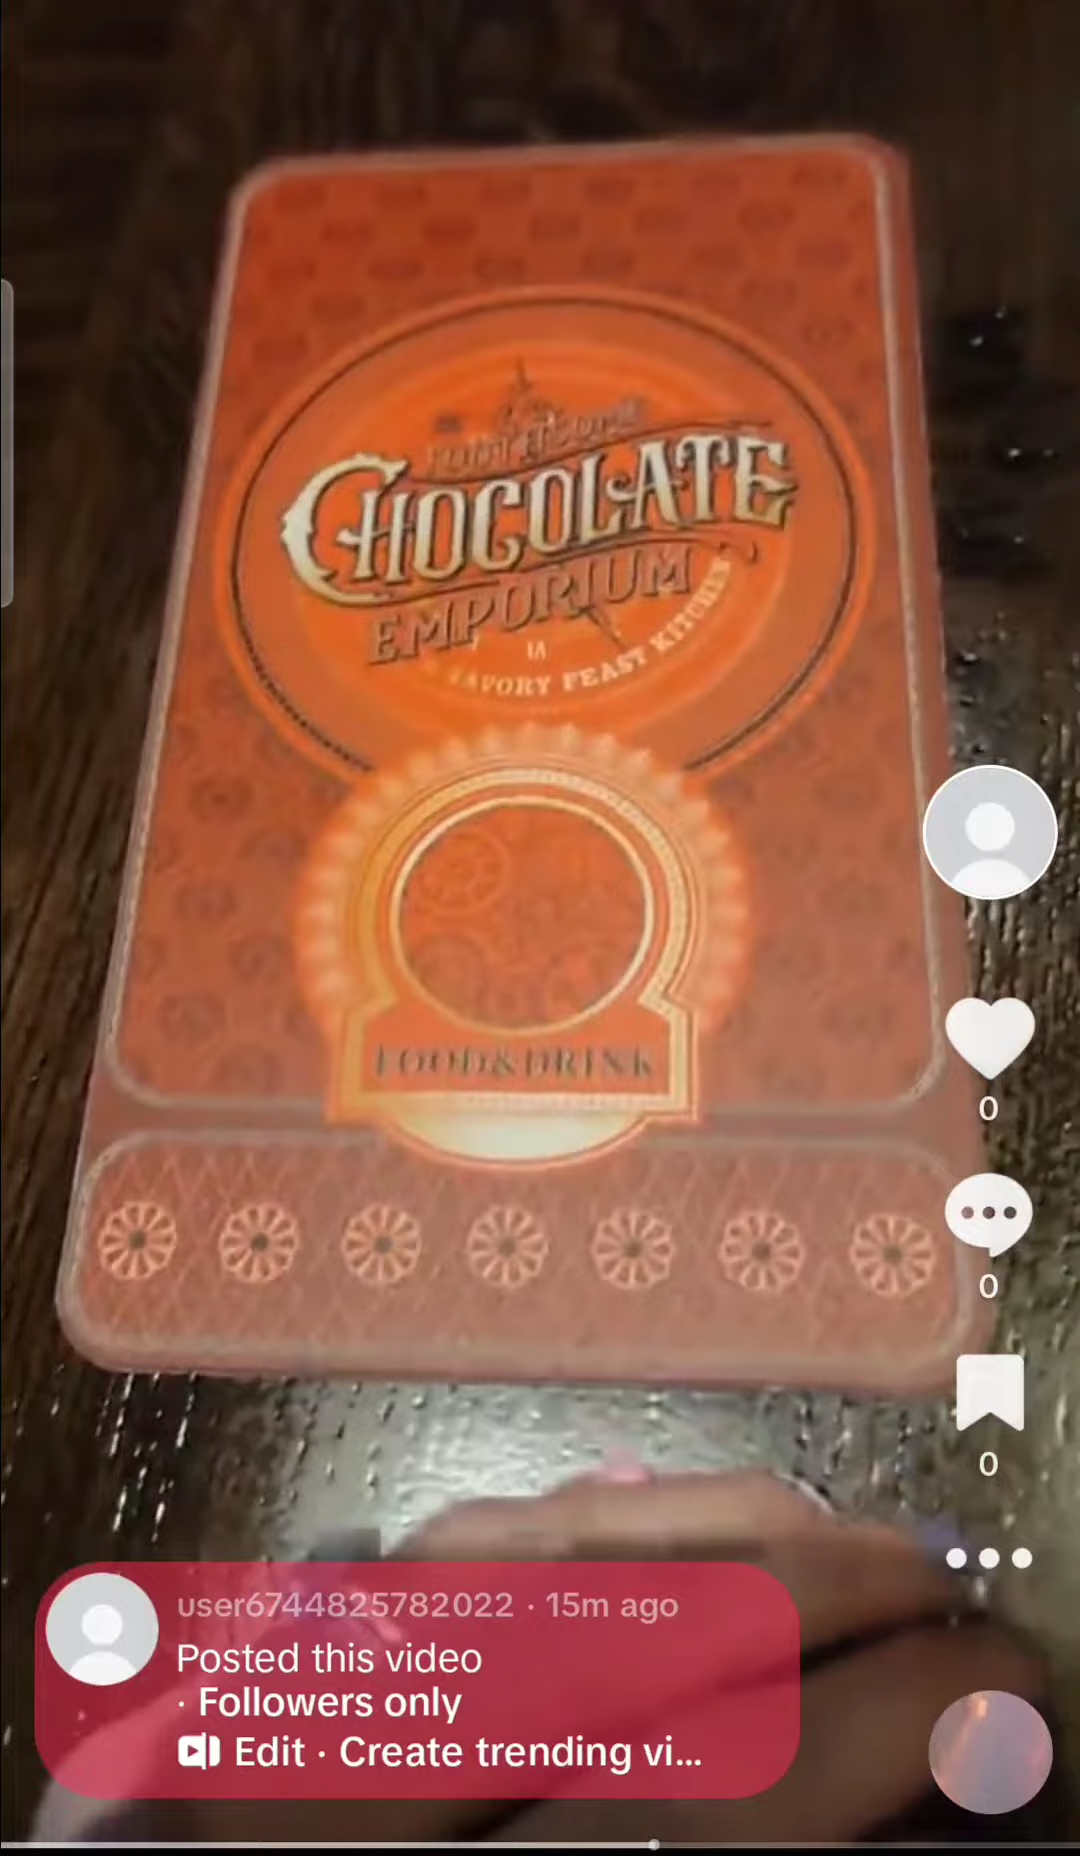 CHOCOLATE
EMPORIUM
SAVORY FEAST KITCHEN
FOOD & DRINK
0
0
0
user6744825782022 · 15m ago
Posted this video
· Followers only
Edit · Create trending vi...